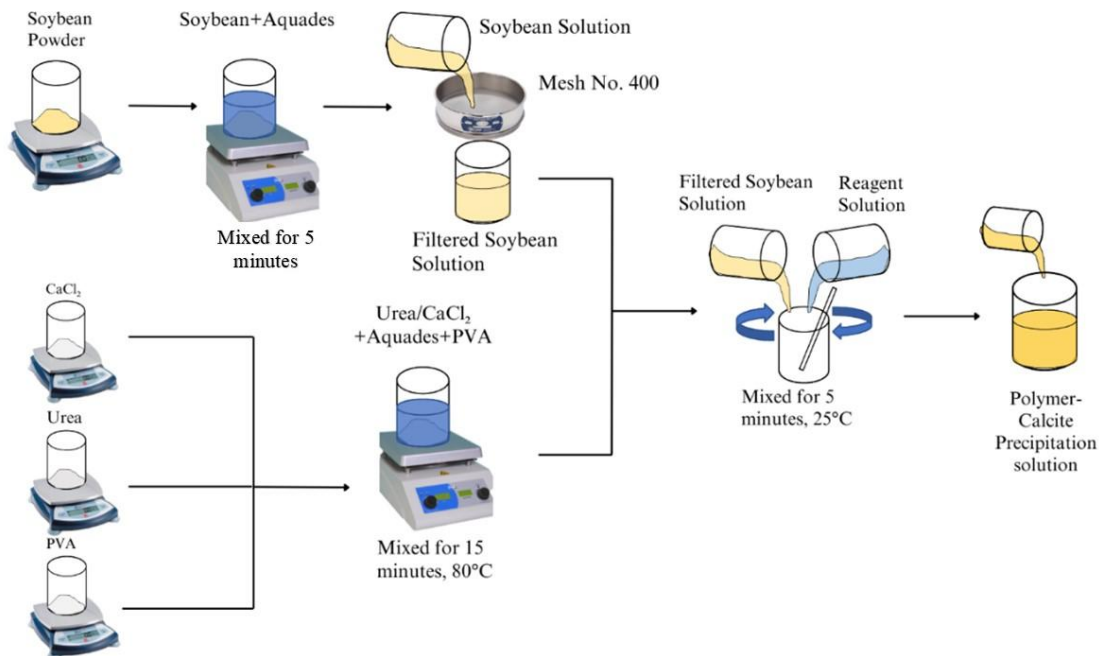 Soybean
Powder
Soybean+Aquades
Soybean Solution
Mesh No. 400
Mixed for 5
minutes
Filtered Soybean
Solution
CaCl₂
Urea
PVA
Urea/CaCl₂
+Aquades+PVA
Mixed for 15
minutes, 80°C
Filtered Soybean
Solution
Reagent
Solution
Mixed for 5
minutes, 25°C
Polymer-
Calcite
Precipitation
solution